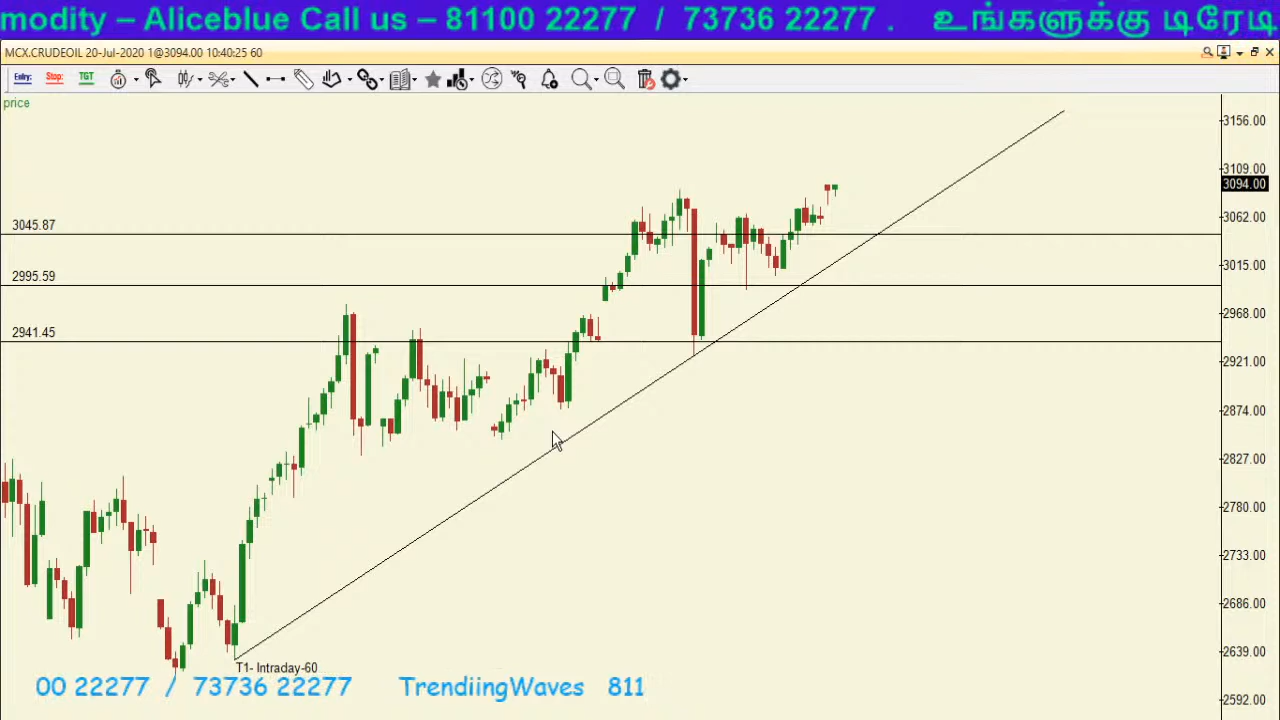 modity – Aliceblue Call us – 81100 22277 / 73736 22277 . உங்களுக்கு டிரேடி
MCX.CRUDEOIL 20-Jul-2020 1@3094.00 10:40:25 60
Entry: Stop: TGT
price
3156.00
3109.00
3094.00
3062.00
3045.87
3015.00
2995.59
2968.00
2941.45
2921.00
2874.00
2827.00
2780.00
2733.00
2686.00
2639.00
T1- Intraday-60
00 22277 / 73736 22277 TrendiingWaves 811
2592.00